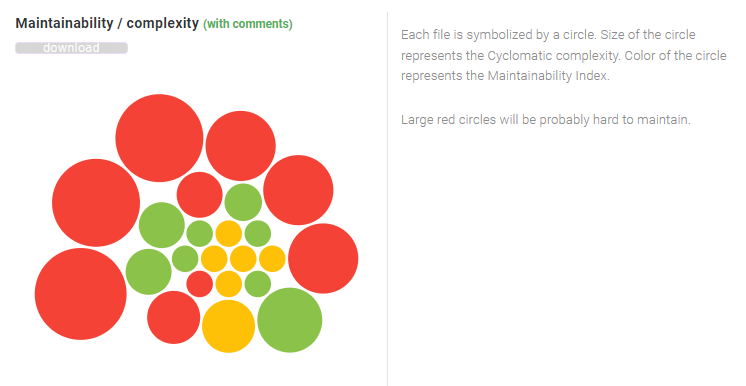 Maintainability / complexity (with comments)
download
Each file is symbolized by a circle. Size of the circle
represents the Cyclomatic complexity. Color of the circle
represents the Maintainability Index.
Large red circles will be probably hard to maintain.